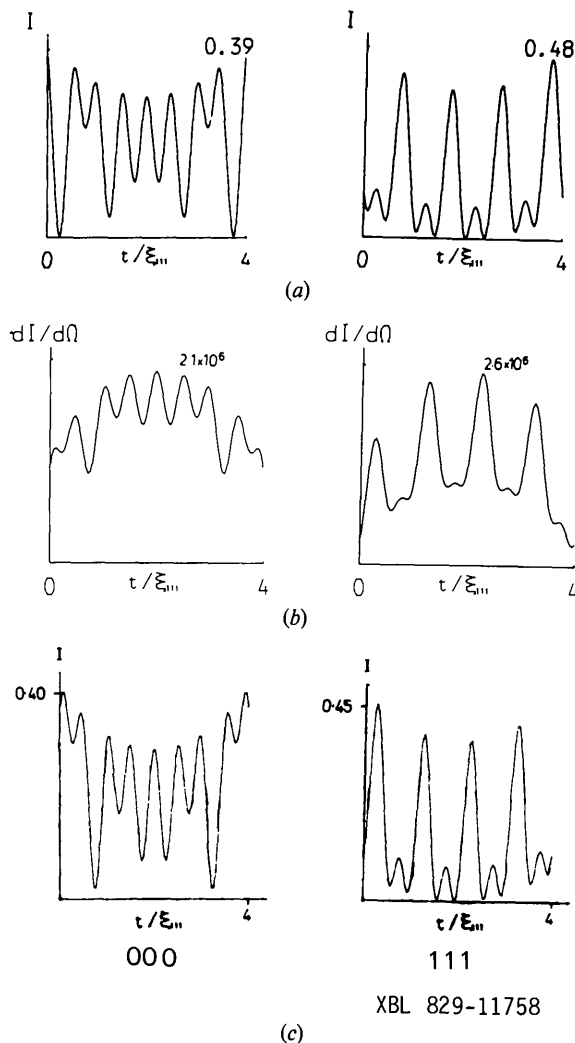 I 0.39 I 0.48
0 t/ξ₁₁₁ 4 0 t/ξ₁₁₁ 4
(a)
dI/dΩ dI/dΩ
2·1×10⁶ 2·6×10⁶
0 t/ξ₁₁₁ 4 0 t/ξ₁₁₁ 4
(b)
I I
0·40 0·45
t/ξ₁₁₁ 4 t/ξ₁₁₁ 4
000 111
XBL 829-11758
(c)